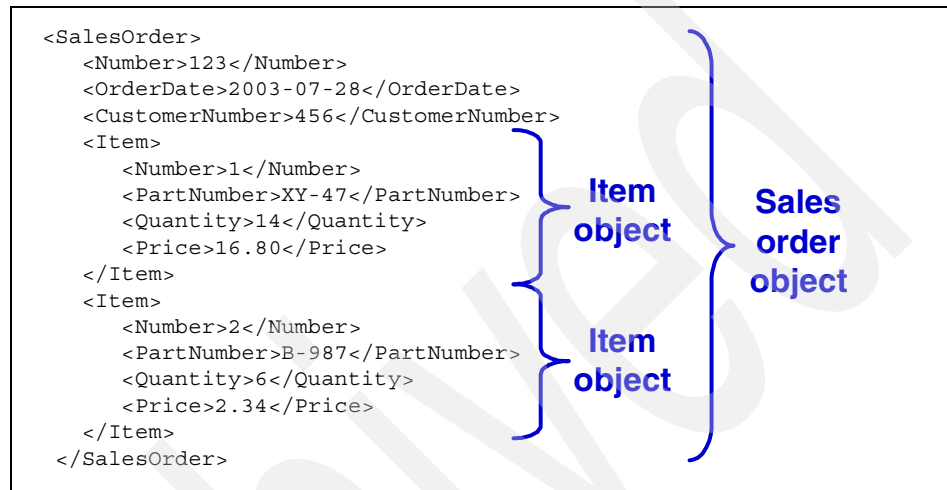 <SalesOrder>
<Number>123</Number>
<OrderDate>2003-07-28</OrderDate>
<CustomerNumber>456</CustomerNumber>
<Item>
<Number>1</Number>
<PartNumber>XY-47</PartNumber>
<Quantity>14</Quantity>
<Price>16.80</Price>
</Item>
<Item>
<Number>2</Number>
<PartNumber>B-987</PartNumber>
<Quantity>6</Quantity>
<Price>2.34</Price>
</Item>
</SalesOrder>
Item
object
Item
object
Sales
order
object